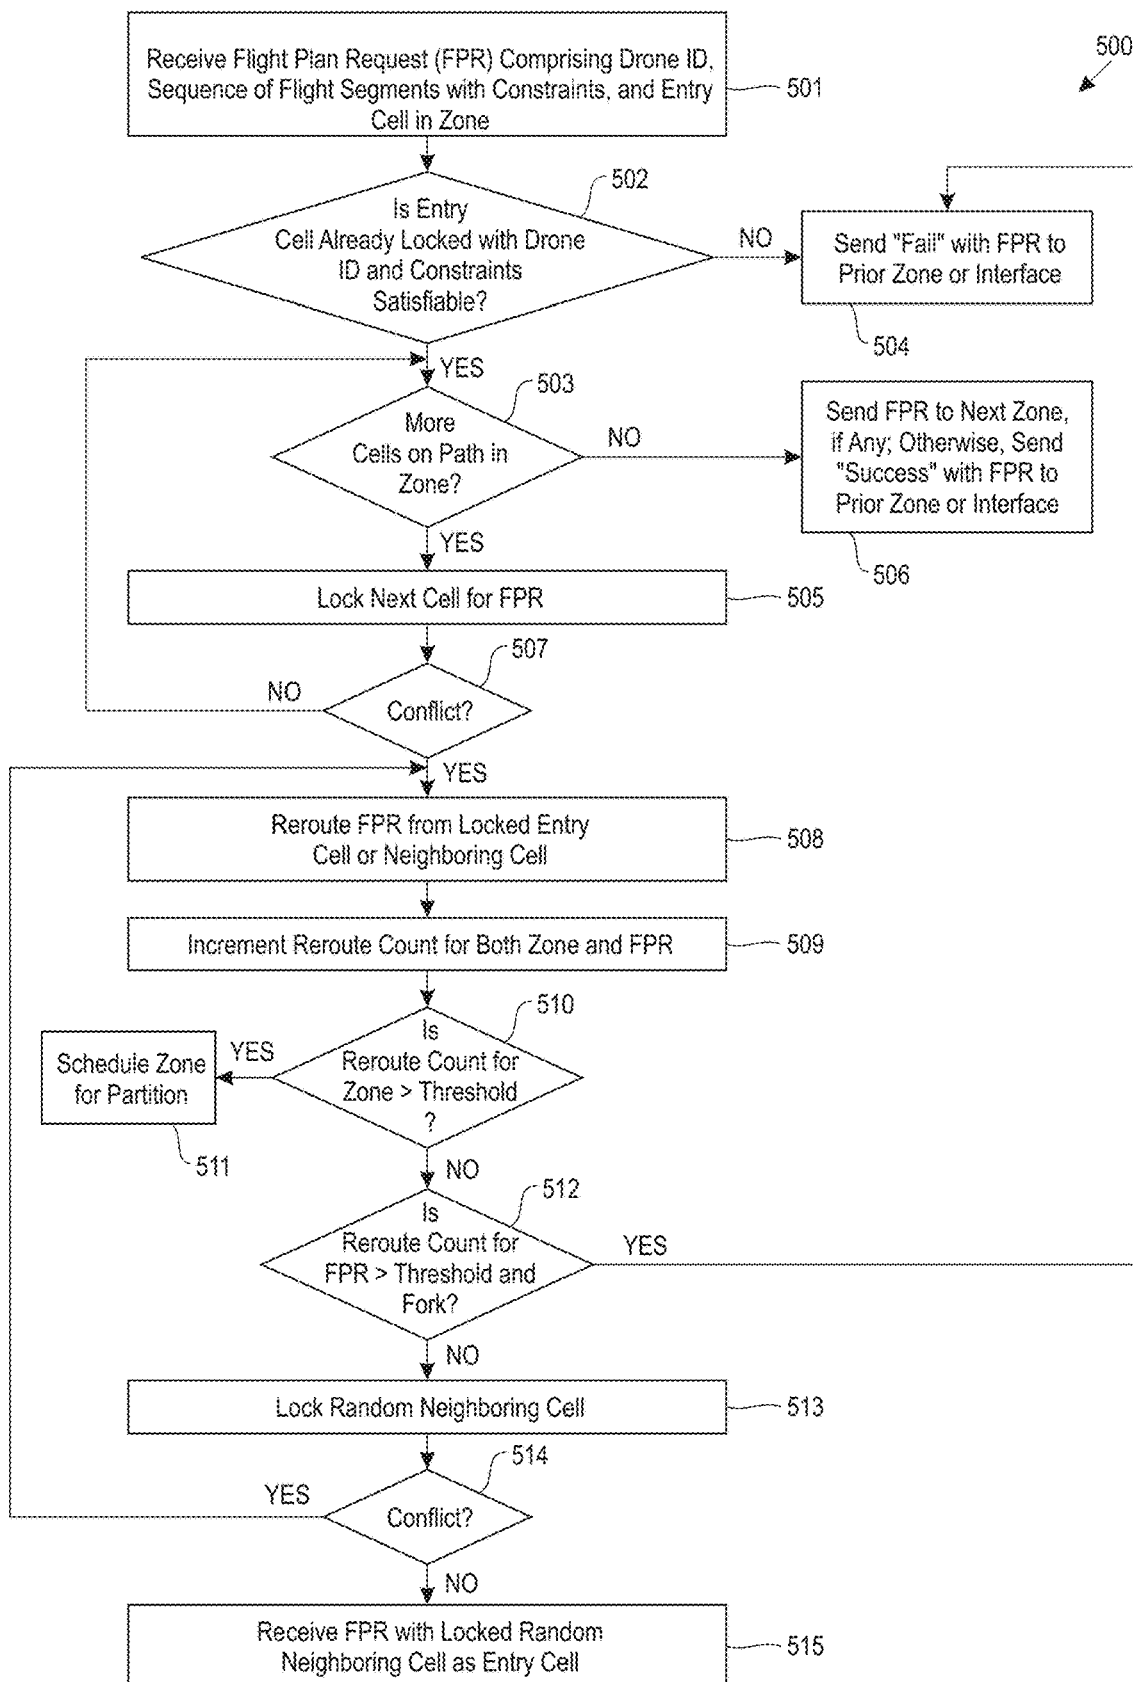 500
Receive Flight Plan Request (FPR) Comprising Drone ID,
Sequence of Flight Segments with Constraints, and Entry
Cell in Zone
501
502
Is Entry
Cell Already Locked with Drone
ID and Constraints
Satisfiable?
NO
Send "Fail" with FPR to
Prior Zone or Interface
504
YES
503
More
Cells on Path in
Zone?
NO
Send FPR to Next Zone,
if Any; Otherwise, Send
"Success" with FPR to
Prior Zone or Interface
506
YES
Lock Next Cell for FPR
505
507
NO
Conflict?
YES
Reroute FPR from Locked Entry
Cell or Neighboring Cell
508
Increment Reroute Count for Both Zone and FPR
509
510
Is
Reroute Count for
Zone > Threshold
?
YES
Schedule Zone
for Partition
511
NO
512
Is
Reroute Count for
FPR > Threshold and
Fork?
YES
NO
Lock Random Neighboring Cell
513
514
YES
Conflict?
NO
Receive FPR with Locked Random
Neighboring Cell as Entry Cell
515